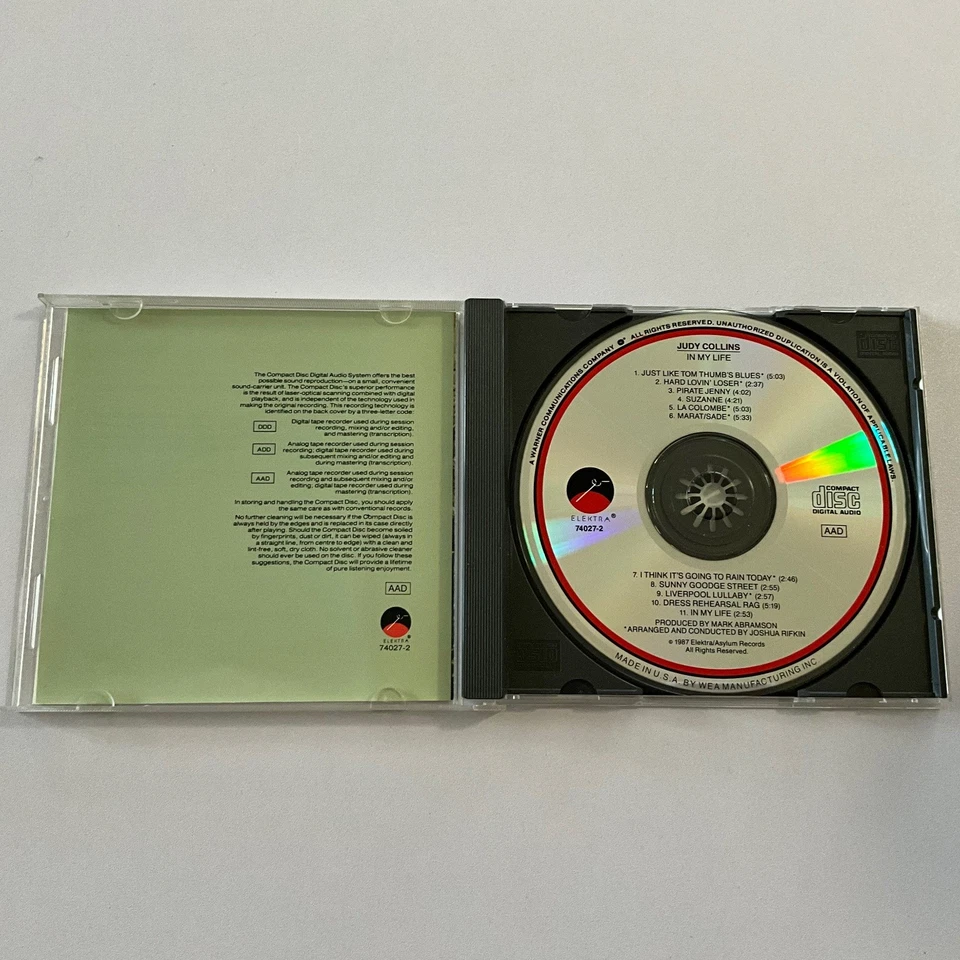 The Compact Disc Digital Audio System offers the best
possible sound reproduction—on a small, convenient
sound-carrier unit. The Compact Disc's superior performance
is the result of laser-optical scanning combined with digital
playback, and is independent of the technology used in
making the original recording. This recording technology is
identified on the back cover by a three-letter code:
DDD
Digital tape recorder used during session
recording, mixing and/or editing,
and mastering (transcription).
ADD
Analog tape recorder used during session
recording; digital tape recorder used during
subsequent mixing and/or editing and
during mastering (transcription).
AAD
Analog tape recorder used during session
recording and subsequent mixing and/or
editing; digital tape recorder used during
mastering (transcription).
In storing and handling the Compact Disc, you should apply
the same care as with conventional records.
No further cleaning will be necessary if the Compact Disc is
always held by the edges and is replaced in its case directly
after playing. Should the Compact Disc become soiled
by fingerprints, dust or dirt, it can be wiped (always in
a straight line, from centre to edge) with a clean and
lint-free, soft, dry cloth. No solvent or abrasive cleaner
should ever be used on the disc. If you follow these
suggestions, the Compact Disc will provide a lifetime
of pure listening enjoyment.
AAD
ELEKTRA®
74027-2
A WARNER COMMUNICATIONS COMPANY ℗* ALL RIGHTS RESERVED. UNAUTHORIZED DUPLICATION IS A VIOLATION OF APPLICABLE LAWS.
JUDY COLLINS
IN MY LIFE
1. JUST LIKE TOM THUMB'S BLUES* (5:03)
2. HARD LOVIN' LOSER* (2:37)
3. PIRATE JENNY (4:02)
4. SUZANNE (4:21)
5. LA COLOMBE* (5:03)
6. MARAT/SADE* (5:33)
ELEKTRA®
74027-2
COMPACT
disc
DIGITAL AUDIO
AAD
7. I THINK IT'S GOING TO RAIN TODAY* (2:46)
8. SUNNY GOODGE STREET (2:55)
9. LIVERPOOL LULLABY* (2:57)
10. DRESS REHEARSAL RAG (5:19)
11. IN MY LIFE (2:53)
PRODUCED BY MARK ABRAMSON
*ARRANGED AND CONDUCTED BY JOSHUA RIFKIN
© 1987 Elektra/Asylum Records
All Rights Reserved.
MADE IN U.S.A. BY WEA MANUFACTURING INC
disc